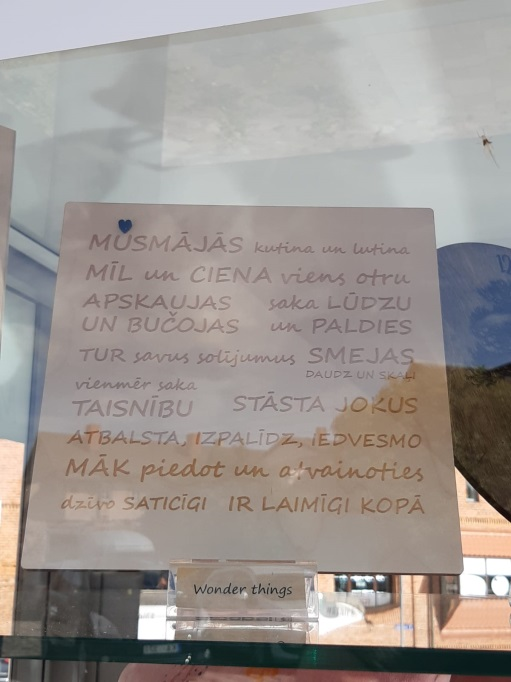 MŪSMĀJĀS kutina un lutina
MĪL un CIENA viens otru
APSKAUJAS saka LŪDZU
UN BUČOJAS un PALDIES
TUR savus solījumus SMEJAS
DAUDZ UN SKAĻI
vienmēr saka
TAISNĪBU STĀSTA JOKUS
ATBALSTA, IZPALĪDZ, IEDVESMO
MĀK piedot un atvainoties
dzīvo SATICĪGI IR LAIMĪGI KOPĀ
Wonder things
12